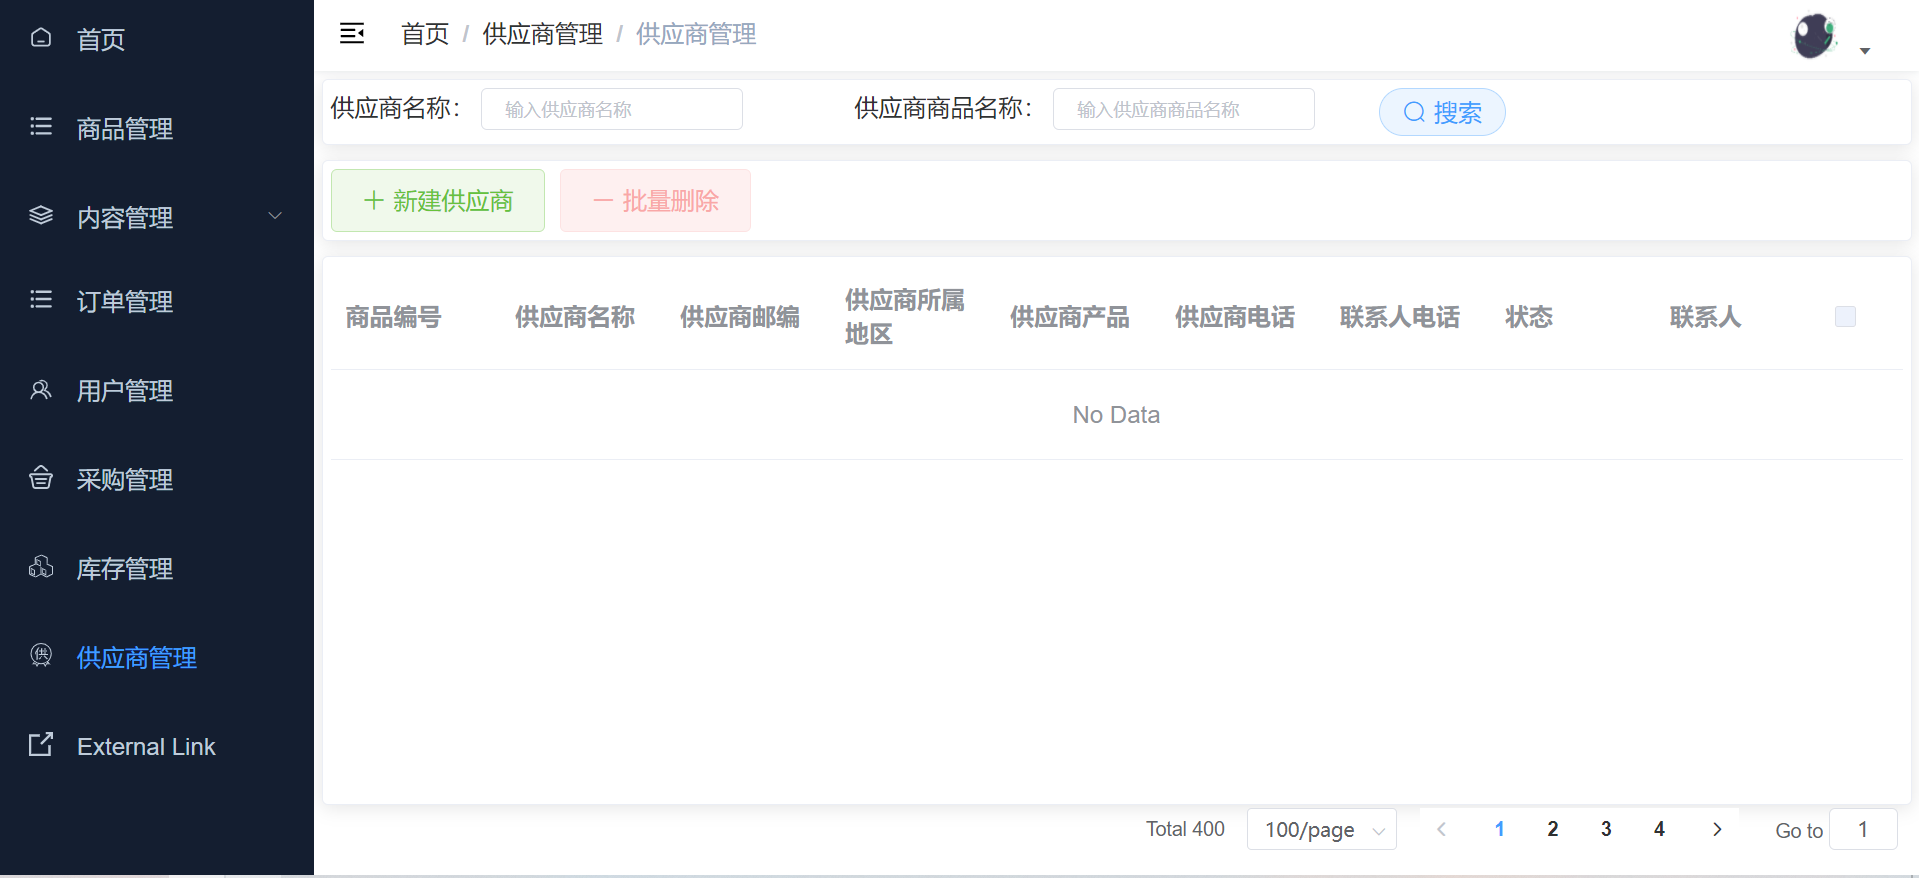 首页
商品管理
内容管理
订单管理
用户管理
采购管理
库存管理
供
供应商管理
External Link
首页 / 供应商管理 / 供应商管理
供应商名称： 输入供应商名称 供应商商品名称： 输入供应商商品名称 搜索
新建供应商 批量删除
商品编号 供应商名称 供应商邮编 供应商所属地区 供应商产品 供应商电话 联系人电话 状态 联系人
No Data
Total 400 100/page 1 2 3 4 Go to 1